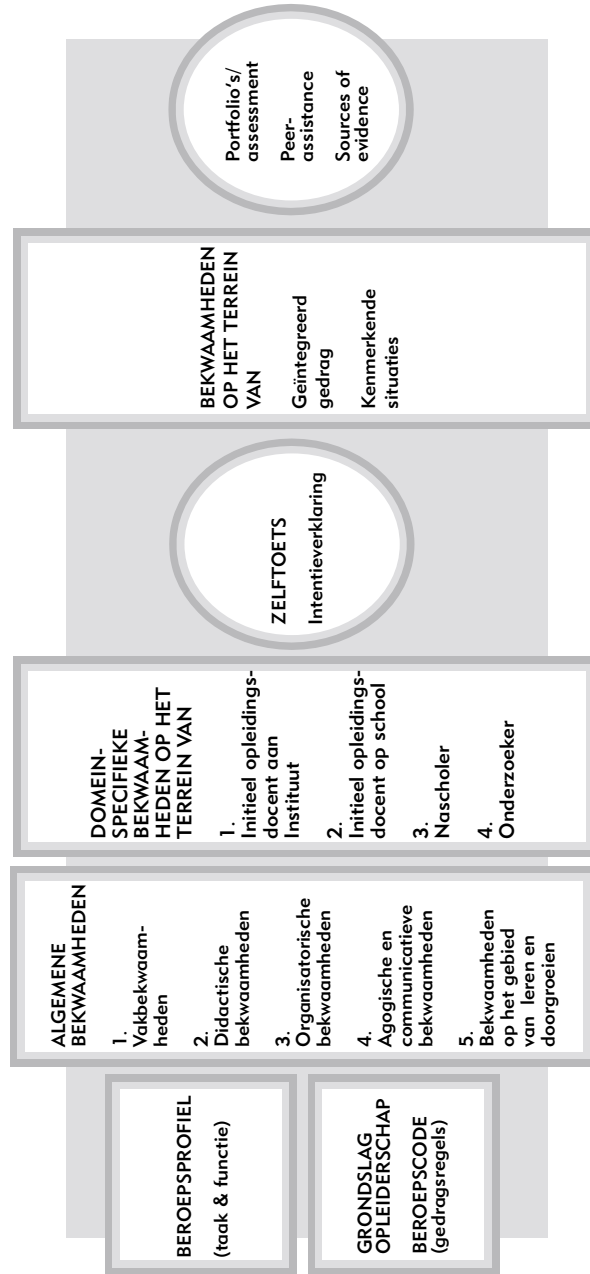 BEROEPSPROFIEL
(taak & functie)
GRONDSLAG
OPLEIDERSCHAP
BEROEPSCODE
(gedragsregels)
ALGEMENE
BEKWAAMHEDEN
1.
Vakbekwaam-
heden
2.
Didactische
bekwaamheden
3.
Organisatorische
bekwaamheden
4.
Agogische en
communicatieve
bekwaamheden
5.
Bekwaamheden
op het gebied
van leren en
doorgroeien
DOMEIN-
SPECIFIEKE
BEKWAAM-
HEDEN OP HET
TERREIN VAN
1.
Initieel opleidings-
docent aan
Instituut
2.
Initieel opleidings-
docent op school
3.
Nascholer
4.
Onderzoeker
ZELFTOETS
Intentieverklaring
BEKWAAMHEDEN
OP HET TERREIN
VAN
Geïntegreerd
gedrag
Kenmerkende
situaties
Portfolio's/
assessment
Peer-
assistance
Sources of
evidence